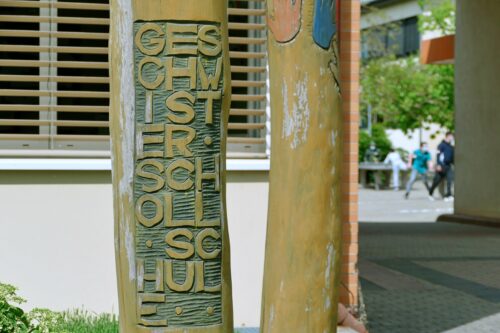 GES
CHW
IST
ER·
SCH
OLL
·SC
HUL
E